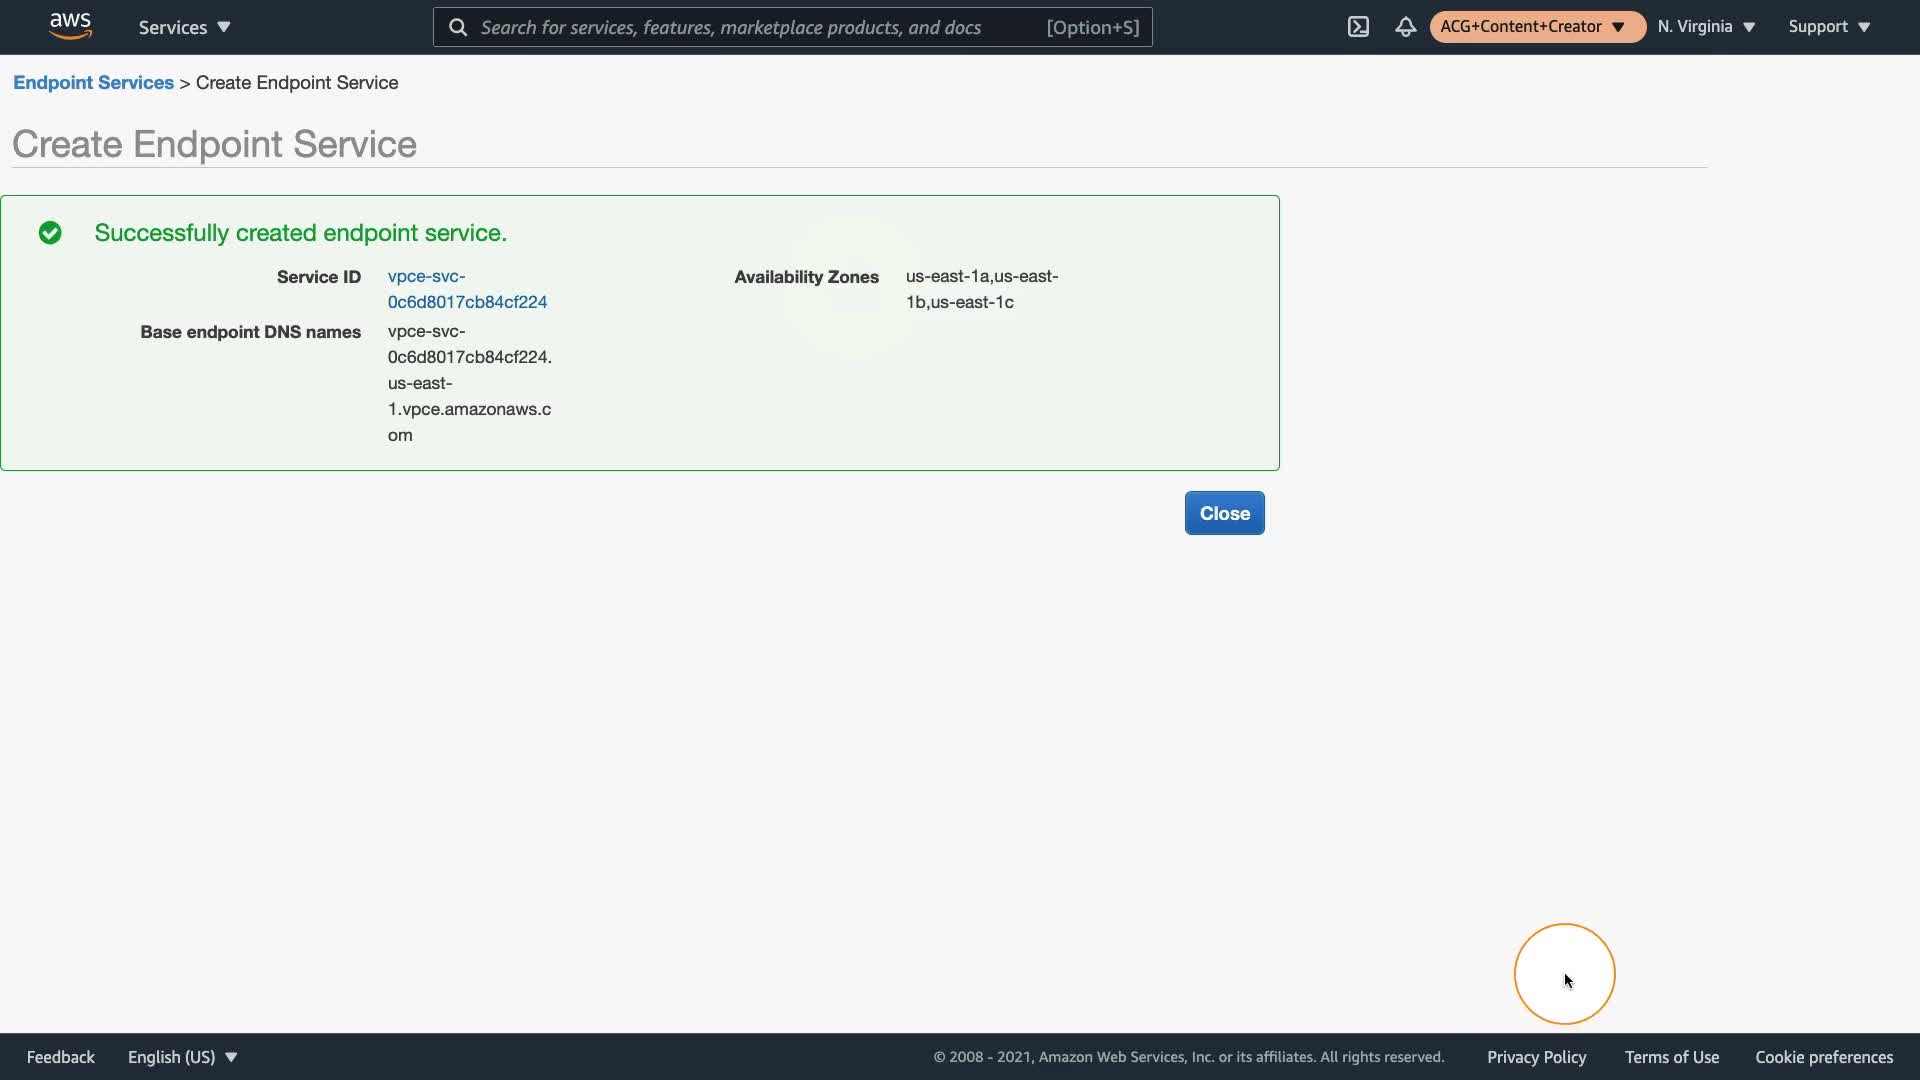 aws
Services
Search for services, features, marketplace products, and docs [Option+S]
ACG+Content+Creator
N. Virginia
Support
Endpoint Services > Create Endpoint Service
Create Endpoint Service
Successfully created endpoint service.
Service ID
vpce-svc-
0c6d8017cb84cf224
Availability Zones
us-east-1a,us-east-
1b,us-east-1c
Base endpoint DNS names
vpce-svc-
0c6d8017cb84cf224.
us-east-
1.vpce.amazonaws.c
om
Close
Feedback
English (US)
© 2008 - 2021, Amazon Web Services, Inc. or its affiliates. All rights reserved.
Privacy Policy
Terms of Use
Cookie preferences